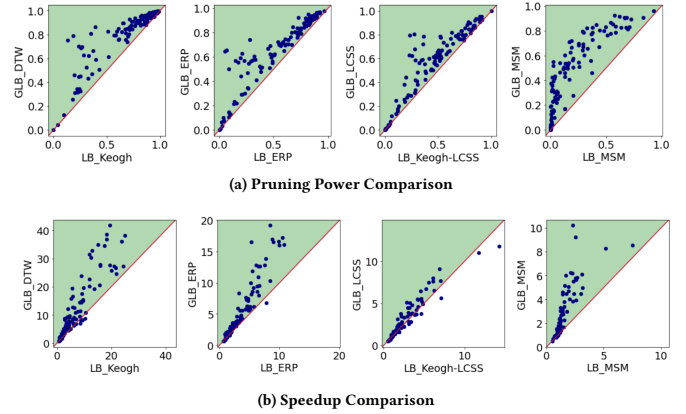 GLB_DTW
1.0
0.8
0.6
0.4
0.2
0.0
0.0 0.5 1.0
LB_Keogh
GLB_ERP
1.0
0.8
0.6
0.4
0.2
0.0
0.0 0.5 1.0
LB_ERP
GLB_LCSS
1.0
0.8
0.6
0.4
0.2
0.0
0.0 0.5 1.0
LB_Keogh-LCSS
GLB_MSM
1.0
0.8
0.6
0.4
0.2
0.0
0.0 0.5 1.0
LB_MSM
(a) Pruning Power Comparison
GLB_DTW
40
30
20
10
0
0 20 40
LB_Keogh
GLB_ERP
20
15
10
5
0
0 10 20
LB_ERP
GLB_LCSS
10
5
0
0 10
LB_Keogh-LCSS
GLB_MSM
10
8
6
4
2
0
0 5 10
LB_MSM
(b) Speedup Comparison